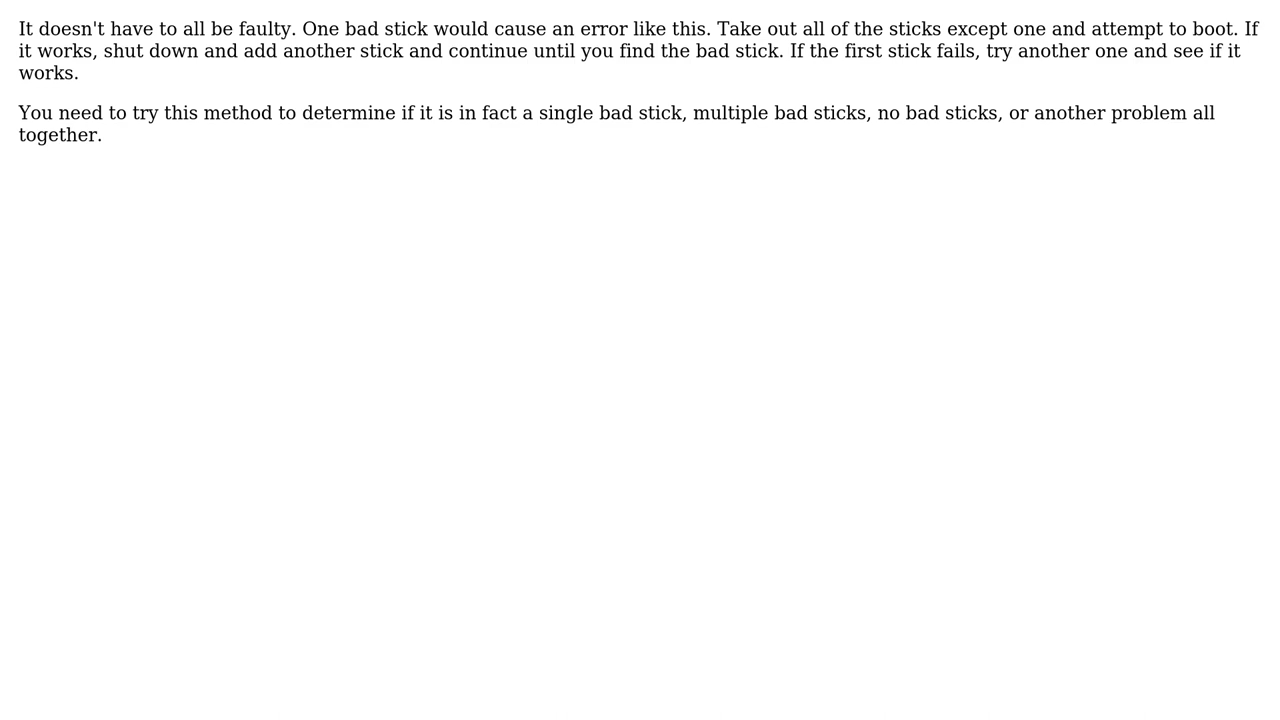 It doesn't have to all be faulty. One bad stick would cause an error like this. Take out all of the sticks except one and attempt to boot. If
it works, shut down and add another stick and continue until you find the bad stick. If the first stick fails, try another one and see if it
works.
You need to try this method to determine if it is in fact a single bad stick, multiple bad sticks, no bad sticks, or another problem all
together.